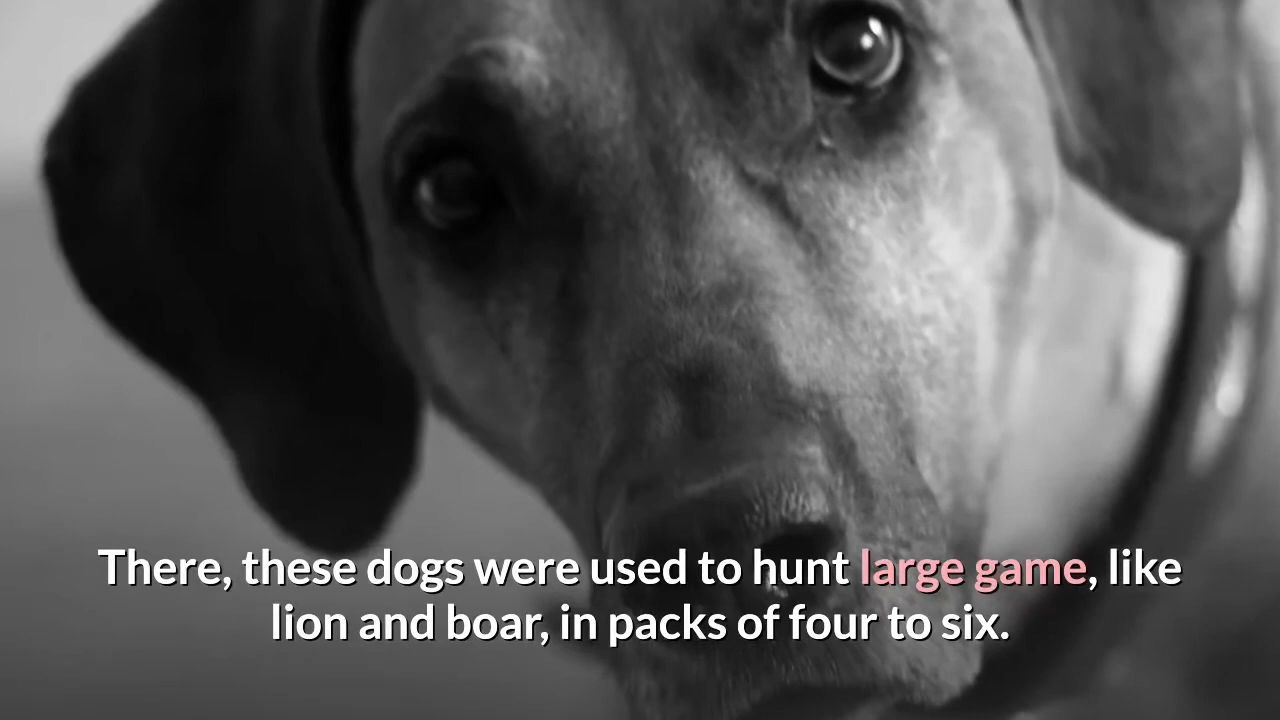 There, these dogs were used to hunt large game, like
lion and boar, in packs of four to six.